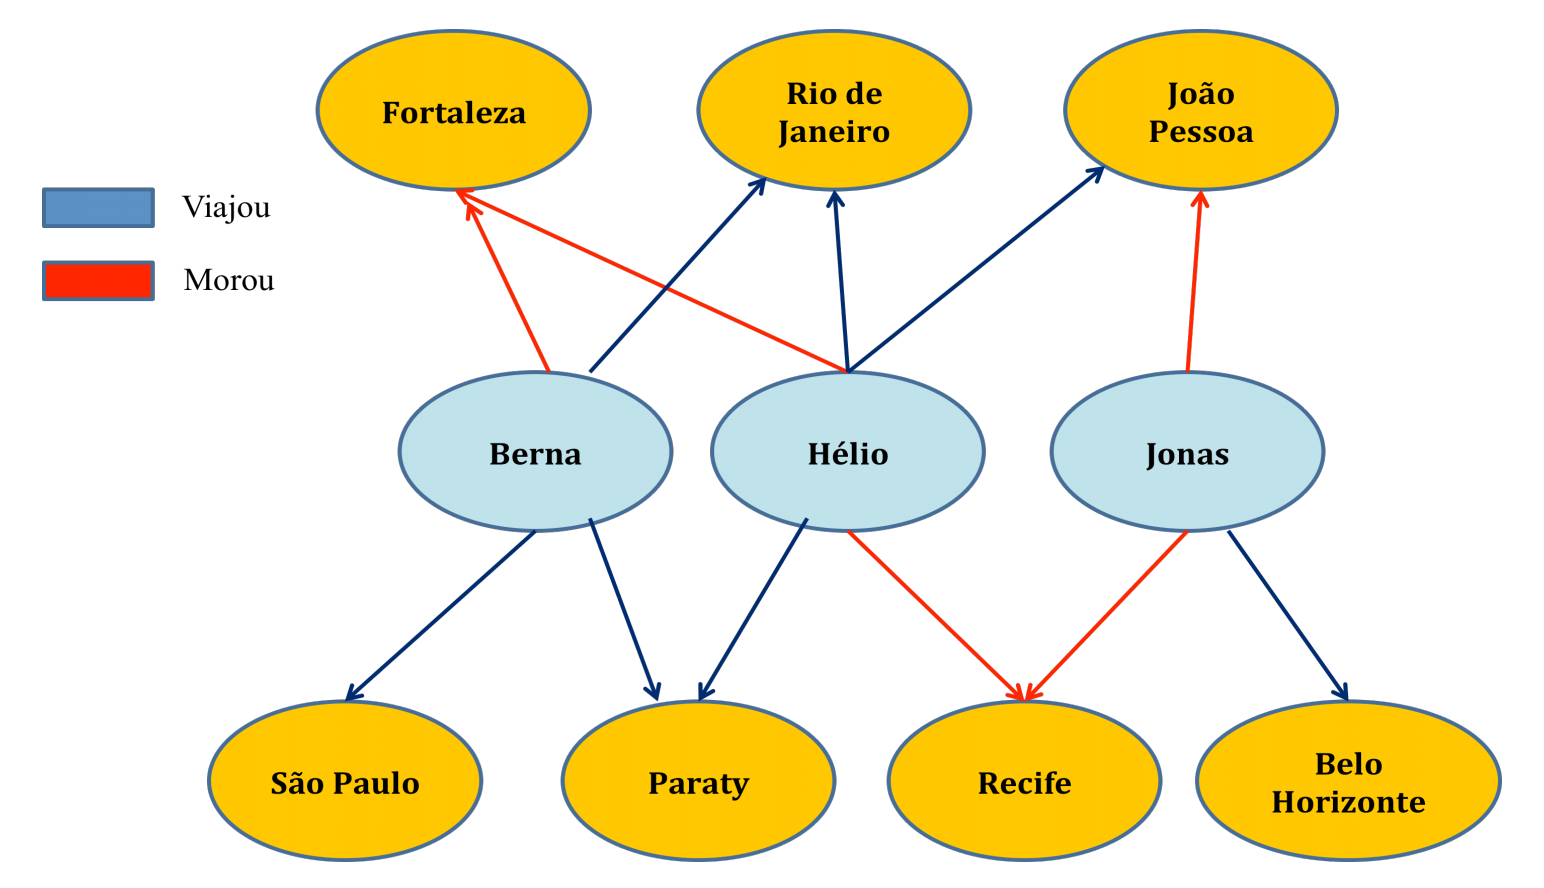 Fortaleza
Rio de
Janeiro
João
Pessoa
Viajou
Morou
Berna
Hélio
Jonas
São Paulo
Paraty
Recife
Belo
Horizonte